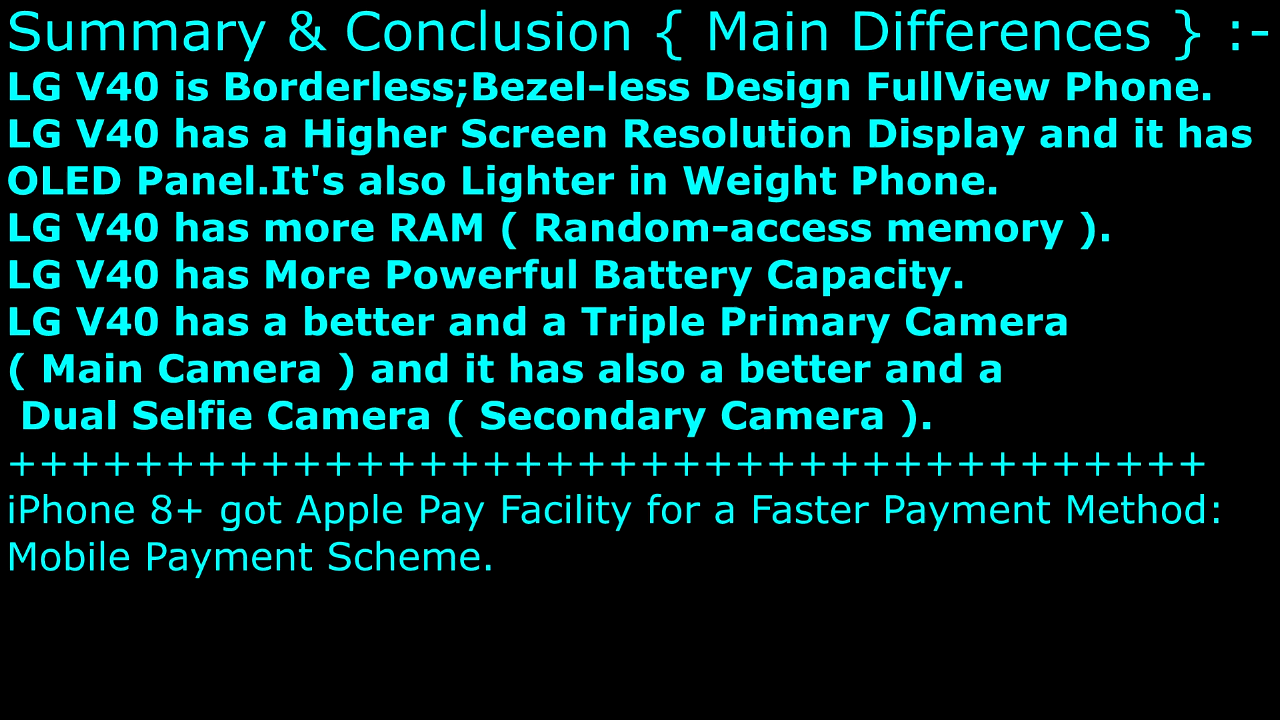 Summary & Conclusion { Main Differences } :-
LG V40 is Borderless;Bezel-less Design FullView Phone.
LG V40 has a Higher Screen Resolution Display and it has
OLED Panel.It's also Lighter in Weight Phone.
LG V40 has more RAM ( Random-access memory ).
LG V40 has More Powerful Battery Capacity.
LG V40 has a better and a Triple Primary Camera
( Main Camera ) and it has also a better and a
Dual Selfie Camera ( Secondary Camera ).
++++++++++++++++++++++++++++++++++++++
iPhone 8+ got Apple Pay Facility for a Faster Payment Method:
Mobile Payment Scheme.